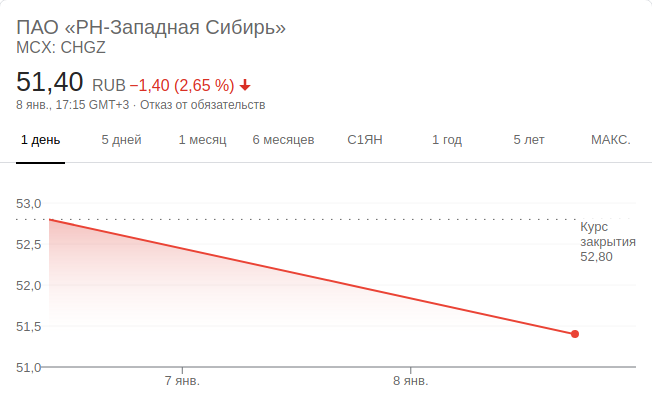 ПАО «РН-Западная Сибирь»
MCX: CHGZ
51,40 RUB −1,40 (2,65 %)
8 янв., 17:15 GMT+3 · Отказ от обязательств
1 день 5 дней 1 месяц 6 месяцев С1ЯН 1 год 5 лет МАКС.
53,0
Курс
закрытия
52,80
52,5
52,0
51,5
51,0
7 янв. 8 янв.